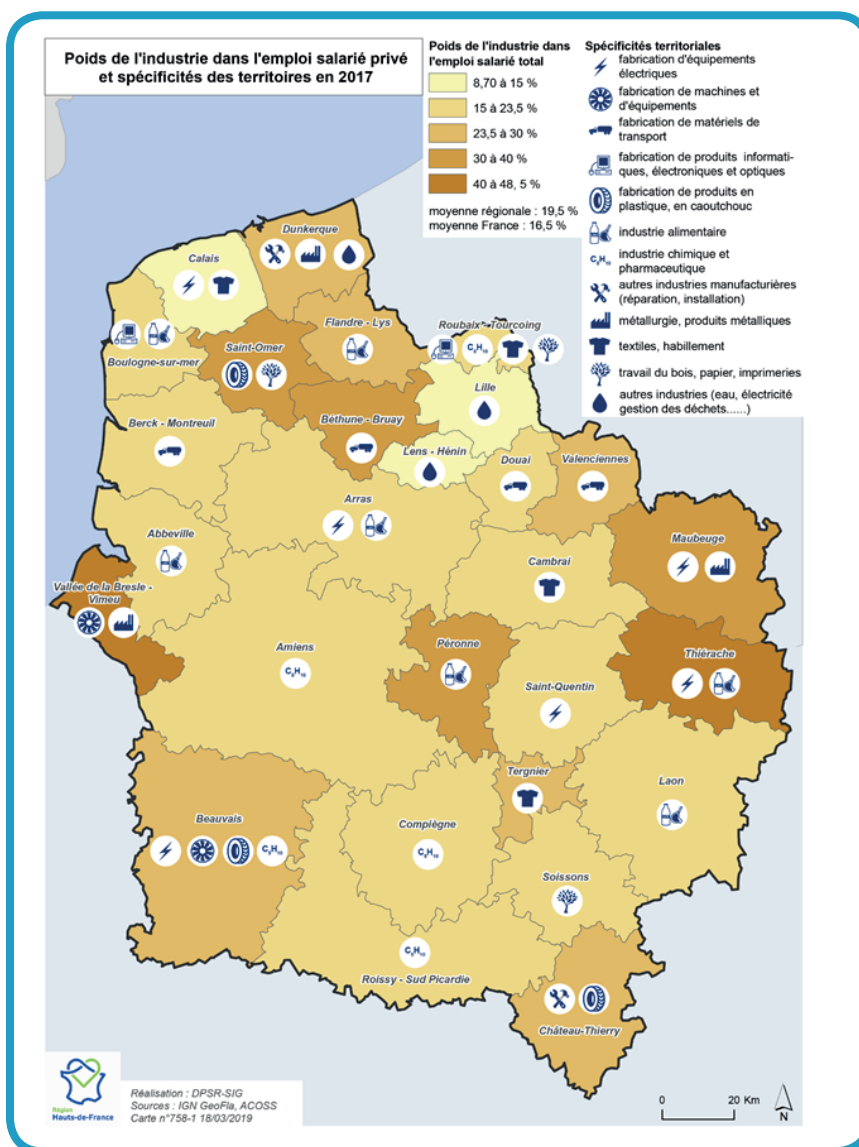 Poids de l'industrie dans l'emploi salarié privé
et spécificités des territoires en 2017
Poids de l'industrie dans
l'emploi salarié total
8,70 à 15 %
15 à 23,5 %
23,5 à 30 %
30 à 40 %
40 à 48, 5 %
moyenne régionale : 19,5 %
moyenne France : 16,5 %
Spécificités territoriales
fabrication d'équipements
électriques
fabrication de machines et
d'équipements
fabrication de matériels de
transport
fabrication de produits informati-
ques, électroniques et optiques
fabrication de produits en
plastique, en caoutchouc
industrie alimentaire
C₅H₁₀
industrie chimique et
pharmaceutique
autres industries manufacturières
(réparation, installation)
métallurgie, produits métalliques
textiles, habillement
travail du bois, papier, imprimeries
autres industries (eau, électricité
gestion des déchets......)
Dunkerque
Calais
Flandre - Lys
Roubaix - Tourcoing
C₅H₁₀
Boulogne-sur-mer
Saint-Omer
Lille
Berck - Montreuil
Béthune - Bruay
Lens - Hénin
Douai
Valenciennes
Arras
Abbeville
Maubeuge
Cambrai
Vallée de la Bresle -
Vimeu
Amiens
C₅H₁₀
Péronne
Thiérache
Saint-Quentin
Tergnier
Laon
Beauvais
C₅H₁₀
Compiègne
C₅H₁₀
Soissons
C₅H₁₀
Roissy - Sud Picardie
Château-Thierry
Région
Hauts-de-France
Réalisation : DPSR-SIG
Sources : IGN GeoFla, ACOSS
Carte n°758-1 18/03/2019
0 20 Km
N